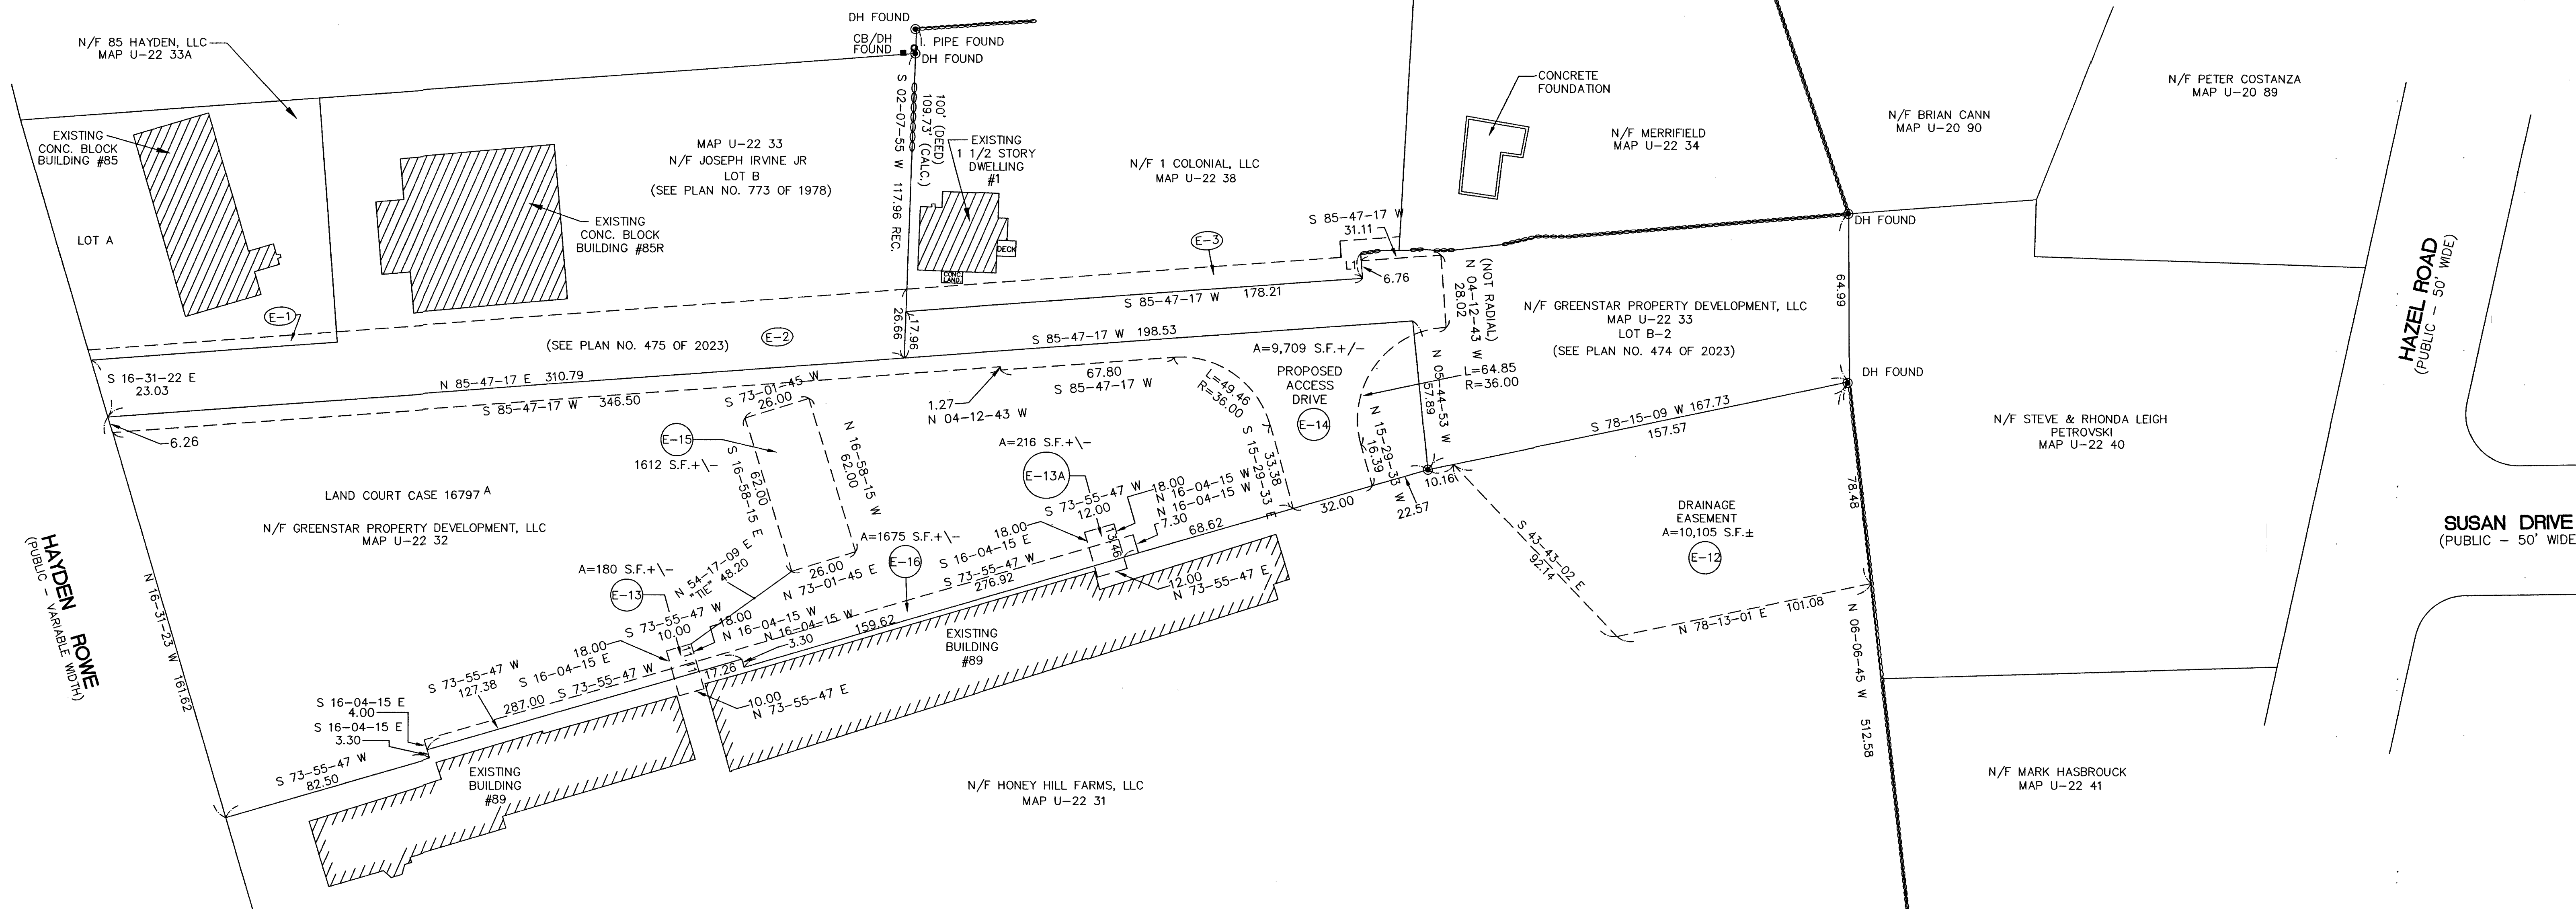 N/F 85 HAYDEN, LLC
MAP U-22 33A
EXISTING
CONC. BLOCK
BUILDING #85
LOT A
E-1
DH FOUND
CB/DH
FOUND
I. PIPE FOUND
DH FOUND
MAP U-22 33
N/F JOSEPH IRVINE JR
LOT B
(SEE PLAN NO. 773 OF 1978)
EXISTING
CONC. BLOCK
BUILDING #85R
S 02-07-55 W 117.96 REC.
100' (DEED)
109.73' (CALC.)
EXISTING
1 1/2 STORY
DWELLING
#1
DECK
CONC.
LAND.
N/F 1 COLONIAL, LLC
MAP U-22 38
E-3
S 85-47-17 W
31.11
L1
6.76
CONCRETE
FOUNDATION
N/F MERRIFIELD
MAP U-22 34
N/F BRIAN CANN
MAP U-20 90
N/F PETER COSTANZA
MAP U-20 89
DH FOUND
HAZEL ROAD
(PUBLIC - 50' WIDE)
S 85-47-17 W 178.21
26.66
17.96
(SEE PLAN NO. 475 OF 2023)
E-2
S 85-47-17 W 198.53
(NOT RADIAL)
N 04-12-43 W
28.02
N/F GREENSTAR PROPERTY DEVELOPMENT, LLC
MAP U-22 33
LOT B-2
(SEE PLAN NO. 474 OF 2023)
64.99
DH FOUND
S 16-31-22 E
23.03
N 85-47-17 E 310.79
S 85-47-17 W 346.50
6.26
S 73-01-45 W
26.00
1.27
N 04-12-43 W
67.80
S 85-47-17 W
L=49.46
R=36.00
A=9,709 S.F.+/-
PROPOSED
ACCESS
DRIVE
E-14
L=64.85
R=36.00
N 05-44-53 W
57.89
N 15-29-33 W
16.39
S 15-29-33 E
33.38
S 78-15-09 W 167.73
157.57
10.16
22.57
32.00
N/F STEVE & RHONDA LEIGH
PETROVSKI
MAP U-22 40
SUSAN DRIVE
(PUBLIC - 50' WIDE
E-15
1612 S.F.+\-
S 16-58-15 E
62.00
N 16-58-15 W
62.00
A=216 S.F.+\-
E-13A
S 73-55-47 W
12.00
18.00
N 16-04-15 W
N 16-04-15 W
7.30
68.62
18.00
S 16-04-15 E
13.46
12.00
N 73-55-47 E
LAND COURT CASE 16797 A
N/F GREENSTAR PROPERTY DEVELOPMENT, LLC
MAP U-22 32
HAYDEN ROWE
(PUBLIC - VARIABLE WIDTH)
N 16-31-23 W 161.62
A=1675 S.F.+\-
E-16
S 73-55-47 W
276.92
26.00
N 73-01-45 E
N 54-17-09 E
"TIE" 48.20
A=180 S.F.+\-
E-13
S 73-55-47 W
10.00
18.00
N 16-04-15 W
N 16-04-15 W
3.30
159.62
18.00
S 16-04-15 E
17.26
10.00
N 73-55-47 E
S 73-55-47 W
127.38
287.00 S 73-55-47 W
S 16-04-15 E
4.00
S 16-04-15 E
3.30
S 73-55-47 W
82.50
EXISTING
BUILDING
#89
EXISTING
BUILDING
#89
N/F HONEY HILL FARMS, LLC
MAP U-22 31
DRAINAGE
EASEMENT
A=10,105 S.F.±
E-12
S 43-43-02 E
92.14
N 78-13-01 E 101.08
78.48
N 06-06-45 W 512.58
N/F MARK HASBROUCK
MAP U-22 41